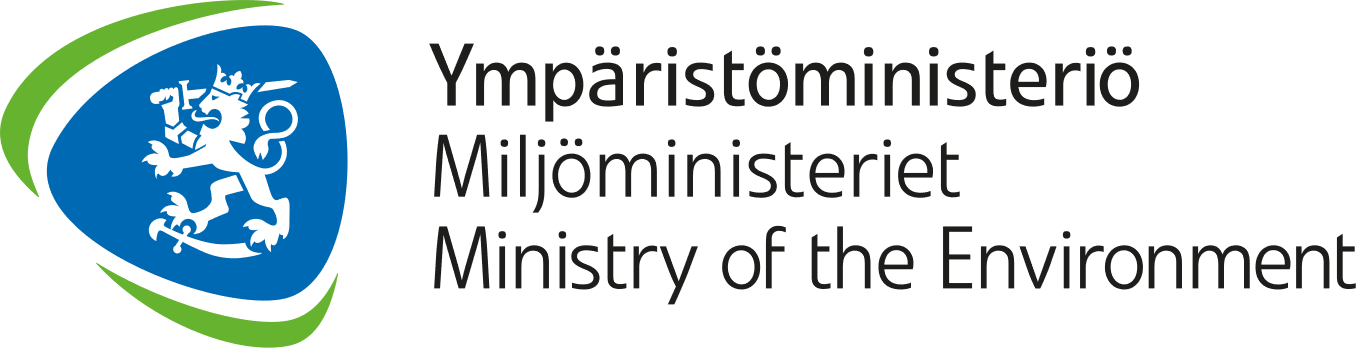 Ympäristöministeriö
Miljöministeriet
Ministry of the Environment